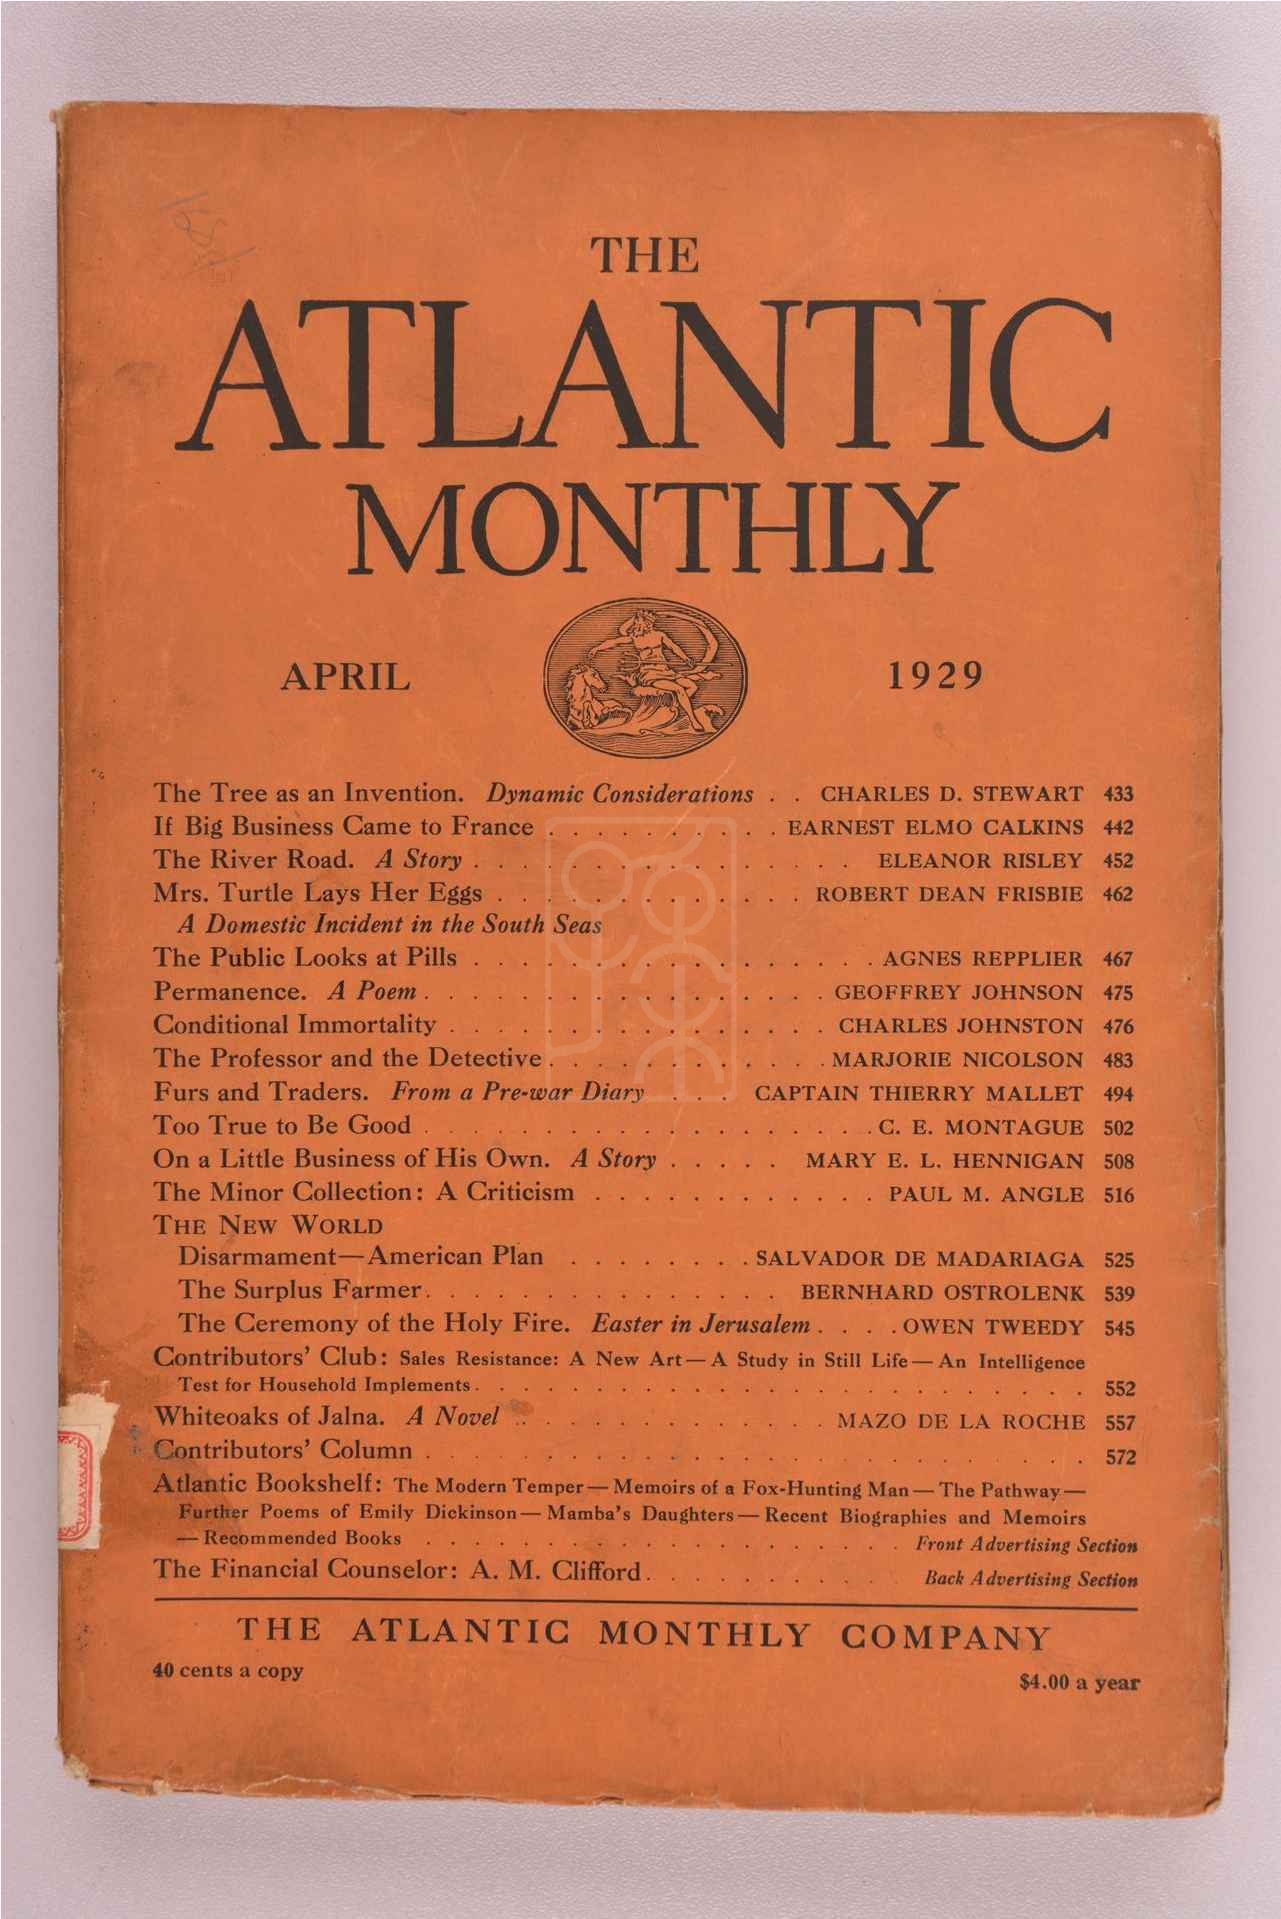 THE
ATLANTIC
MONTHLY
APRIL 1929
The Tree as an Invention. Dynamic Considerations . . CHARLES D. STEWART 433
If Big Business Came to France . . . . . . . . . . EARNEST ELMO CALKINS 442
The River Road. A Story . . . . . . . . . . . . . . . . ELEANOR RISLEY 452
Mrs. Turtle Lays Her Eggs . . . . . . . . . . . . . ROBERT DEAN FRISBIE 462
A Domestic Incident in the South Seas
The Public Looks at Pills . . . . . . . . . . . . . . . . . AGNES REPPLIER 467
Permanence. A Poem . . . . . . . . . . . . . . . . . GEOFFREY JOHNSON 475
Conditional Immortality . . . . . . . . . . . . . . . . CHARLES JOHNSTON 476
The Professor and the Detective . . . . . . . . . . . . MARJORIE NICOLSON 483
Furs and Traders. From a Pre-war Diary . . . . CAPTAIN THIERRY MALLET 494
Too True to Be Good . . . . . . . . . . . . . . . . . . . C. E. MONTAGUE 502
On a Little Business of His Own. A Story . . . . . MARY E. L. HENNIGAN 508
The Minor Collection: A Criticism . . . . . . . . . . . . PAUL M. ANGLE 516
THE NEW WORLD
Disarmament—American Plan . . . . . . . . SALVADOR DE MADARIAGA 525
The Surplus Farmer . . . . . . . . . . . . . . . BERNHARD OSTROLENK 539
The Ceremony of the Holy Fire. Easter in Jerusalem . . . . OWEN TWEEDY 545
Contributors' Club: Sales Resistance: A New Art—A Study in Still Life—An Intelligence
Test for Household Implements . . . . . . . . . . . . . . . . . . . . . . . . . . 552
Whiteoaks of Jalna. A Novel . . . . . . . . . . . . . . MAZO DE LA ROCHE 557
Contributors' Column . . . . . . . . . . . . . . . . . . . . . . . . . . . . 572
Atlantic Bookshelf: The Modern Temper—Memoirs of a Fox-Hunting Man—The Pathway—
Further Poems of Emily Dickinson—Mamba's Daughters—Recent Biographies and Memoirs
—Recommended Books . . . . . . . . . . . . . . . . . . . . Front Advertising Section
The Financial Counselor: A. M. Clifford . . . . . . . . . . . Back Advertising Section
THE ATLANTIC MONTHLY COMPANY
40 cents a copy $4.00 a year